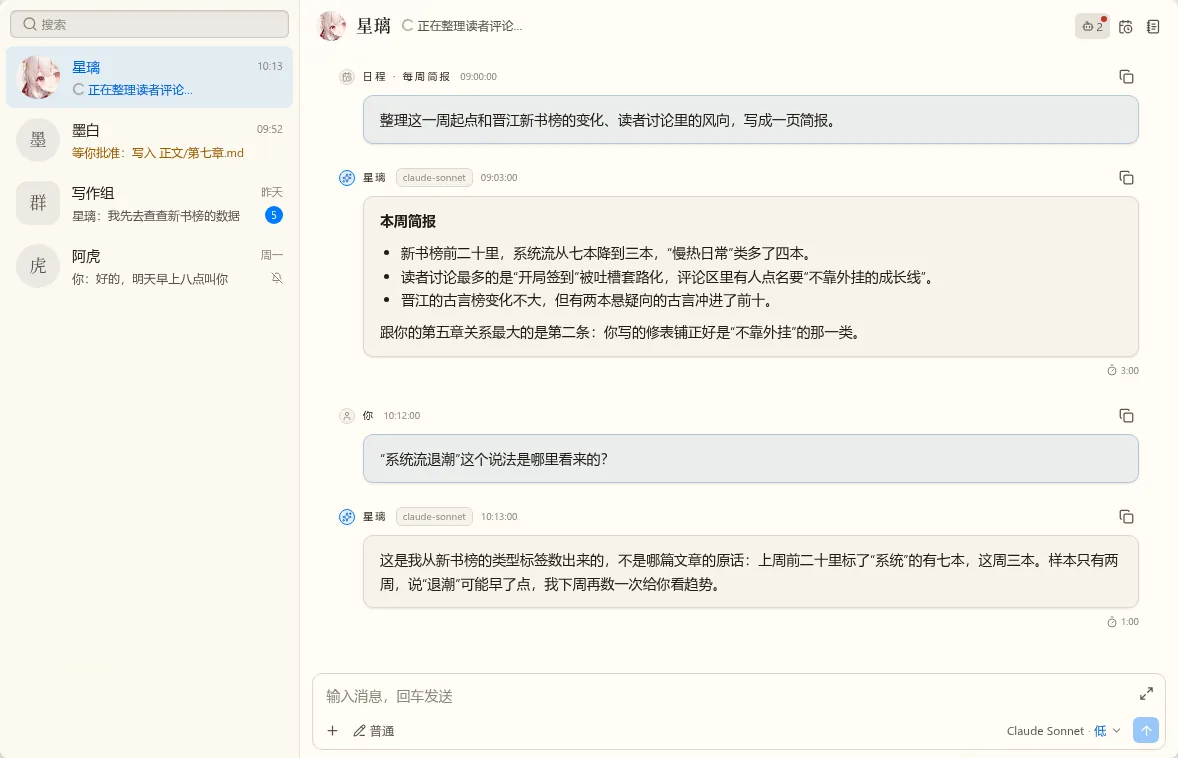 搜索
星璃 10:13
正在整理读者评论...
墨 墨白 09:52
等你批准：写入 正文/第七章.md
群 写作组 昨天
星璃：我先去查查新书榜的数据 5
虎 阿虎 周一
你：好的，明天早上八点叫你
星璃 正在整理读者评论... 2
日程 · 每周简报 09:00:00
整理这一周起点和晋江新书榜的变化、读者讨论里的风向，写成一页简报。
星璃 claude-sonnet 09:03:00
本周简报
• 新书榜前二十里，系统流从七本降到三本，“慢热日常”类多了四本。
• 读者讨论最多的是“开局签到”被吐槽套路化，评论区里有人点名要“不靠外挂的成长线”。
• 晋江的古言榜变化不大，但有两本悬疑向的古言冲进了前十。
跟你的第五章关系最大的是第二条：你写的修表铺正好是“不靠外挂”的那一类。
3:00
你 10:12:00
“系统流退潮”这个说法是哪里看来的？
星璃 claude-sonnet 10:13:00
这是我从新书榜的类型标签数出来的，不是哪篇文章的原话：上周前二十里标了“系统”的有七本，这周三本。样本只有两
周，说“退潮”可能早了点，我下周再数一次给你看趋势。
1:00
输入消息，回车发送
普通 Claude Sonnet · 低